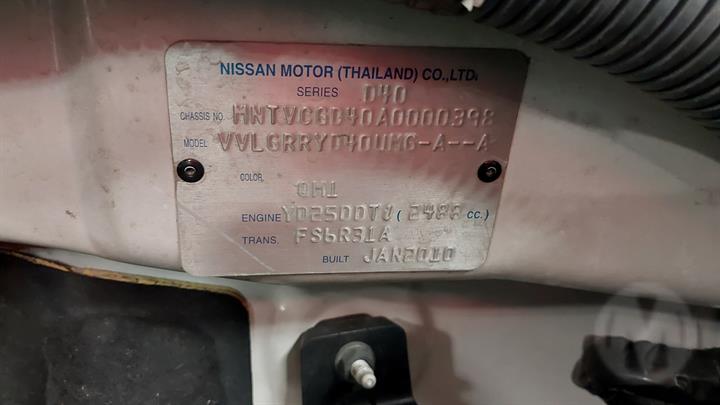 NISSAN MOTOR (THAILAND) CO.,LTD.
SERIES D40
CHASSIS NO. MNTVCGD40A0000398
MODEL VVLGRRYD40UMG-A--A
COLOR
QM1
ENGINE YD25DDTJ ( 2488 cc.)
TRANS. FS6R31A
BUILT JAN2010
M